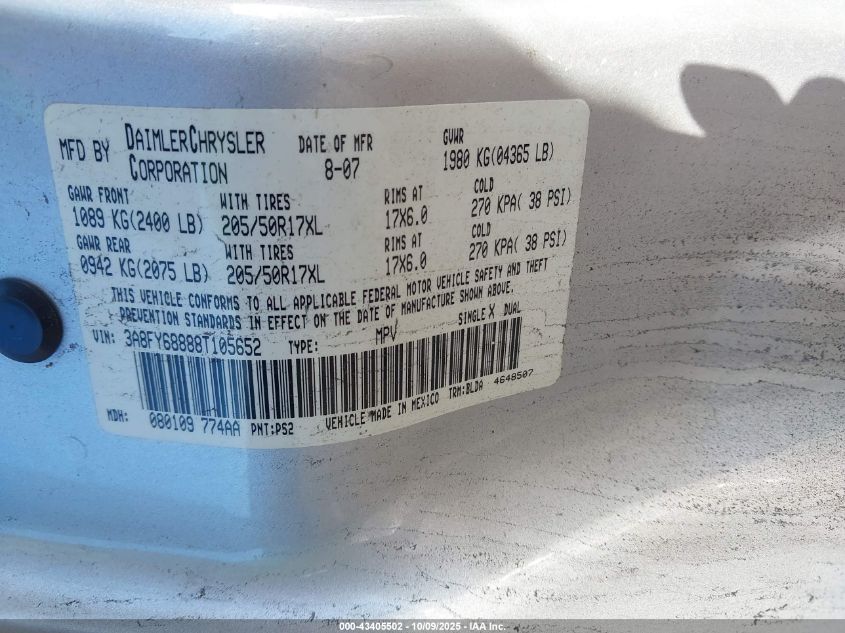 MFD BY DAIMLERCHRYSLER CORPORATION DATE OF MFR 8-07 GVWR 1980 KG(04365 LB)
GAWR FRONT WITH TIRES RIMS AT COLD
1089 KG(2400 LB) 205/50R17XL 17X6.0 270 KPA( 38 PSI)
GAWR REAR WITH TIRES RIMS AT COLD
0942 KG(2075 LB) 205/50R17XL 17X6.0 270 KPA( 38 PSI)
THIS VEHICLE CONFORMS TO ALL APPLICABLE FEDERAL MOTOR VEHICLE SAFETY AND THEFT
PREVENTION STANDARDS IN EFFECT ON THE DATE OF MANUFACTURE SHOWN ABOVE.
VIN: 3A8FY68888T105652 TYPE: MPV SINGLE X DUAL
MDH: 080109 774AA PNT:PS2 VEHICLE MADE IN MEXICO TRM:BLDA 4648507
000-43405502 - 10/09/2025 - IAA Inc.